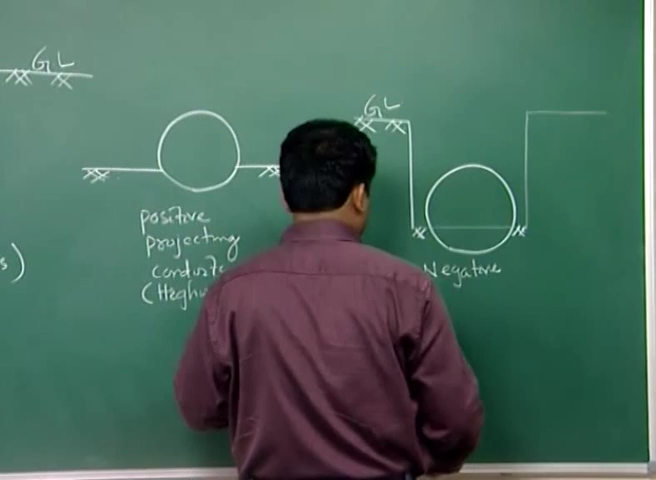 GL
GL
positive
projecting
conduits
s)
Negative